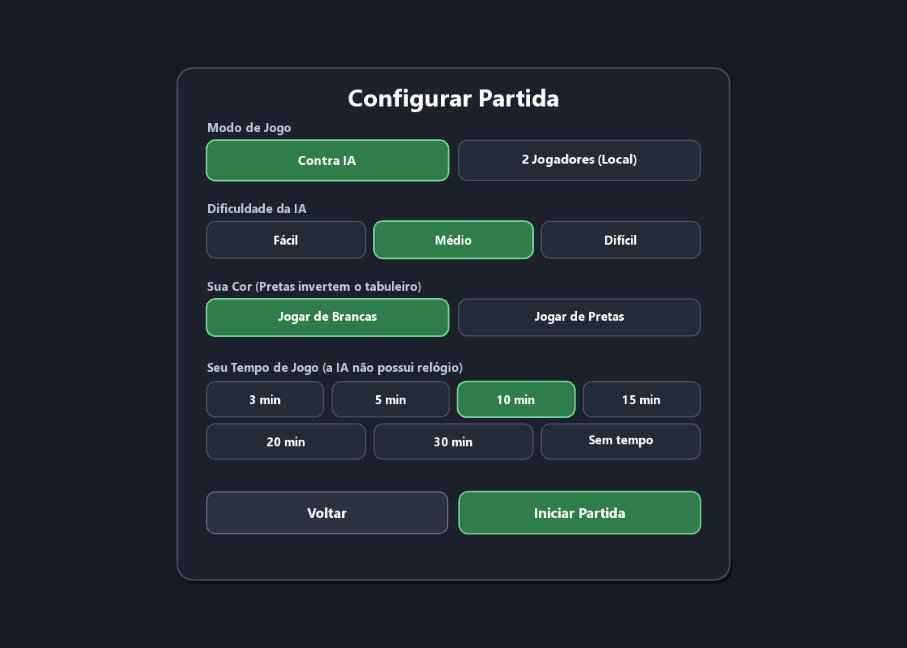 Configurar Partida
Modo de Jogo
Contra IA
2 Jogadores (Local)
Dificuldade da IA
Fácil
Médio
Difícil
Sua Cor (Pretas invertem o tabuleiro)
Jogar de Brancas
Jogar de Pretas
Seu Tempo de Jogo (a IA não possui relógio)
3 min
5 min
10 min
15 min
20 min
30 min
Sem tempo
Voltar
Iniciar Partida